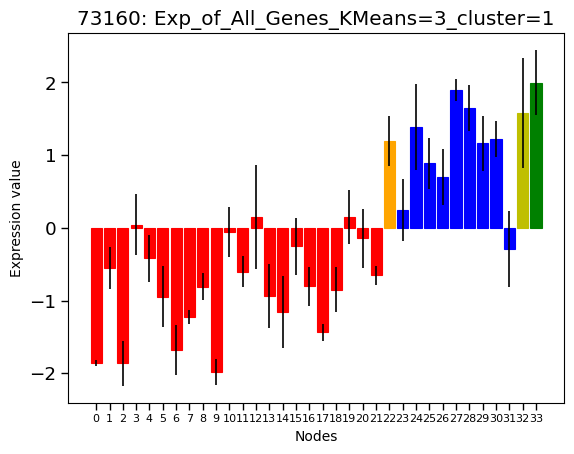 73160: Exp_of_All_Genes_KMeans=3_cluster=1
Expression value
2
1
0
−1
−2
0 1 2 3 4 5 6 7 8 9 10 11 12 13 14 15 16 17 18 19 20 21 22 23 24 25 26 27 28 29 30 31 32 33
Nodes